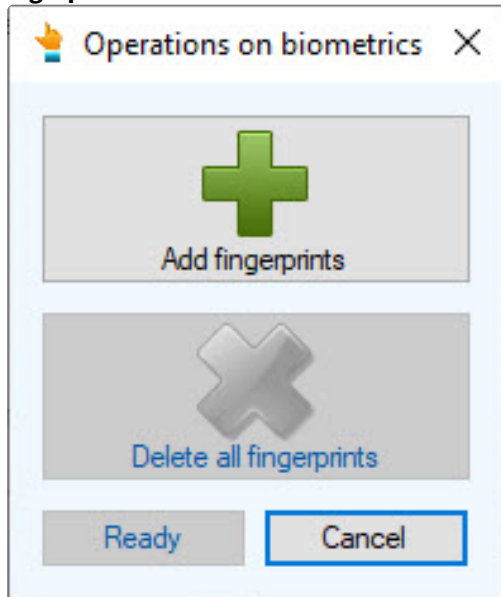 Operations on biometrics
Add fingerprints
Delete all fingerprints
Ready
Cancel